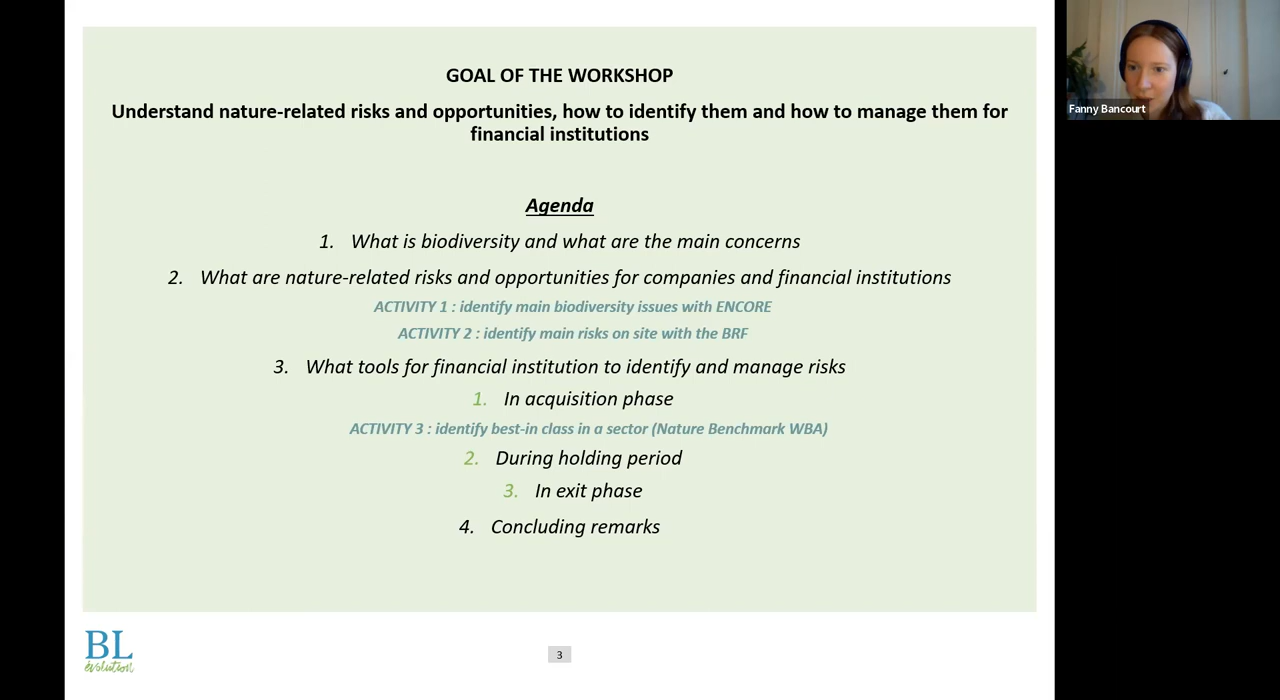 GOAL OF THE WORKSHOP
Understand nature-related risks and opportunities, how to identify them and how to manage them for
financial institutions
Agenda
1. What is biodiversity and what are the main concerns
2. What are nature-related risks and opportunities for companies and financial institutions
ACTIVITY 1 : identify main biodiversity issues with ENCORE
ACTIVITY 2 : identify main risks on site with the BRF
3. What tools for financial institution to identify and manage risks
1. In acquisition phase
ACTIVITY 3 : identify best-in class in a sector (Nature Benchmark WBA)
2. During holding period
3. In exit phase
4. Concluding remarks
BL
évolution
3
Fanny Bancourt